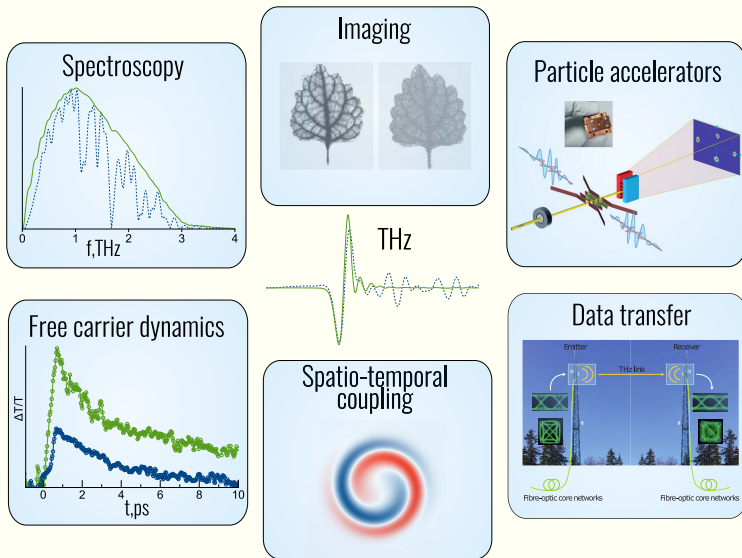 Spectroscopy
0
1
2
3
4
f,THz
Imaging
Particle accelerators
THz
Free carrier dynamics
ΔT/T
0
2
4
6
8
10
t,ps
Spatio-temporal
coupling
Data transfer
Emitter
Receiver
THz link
Fibre-optic core networks
Fibre-optic core networks